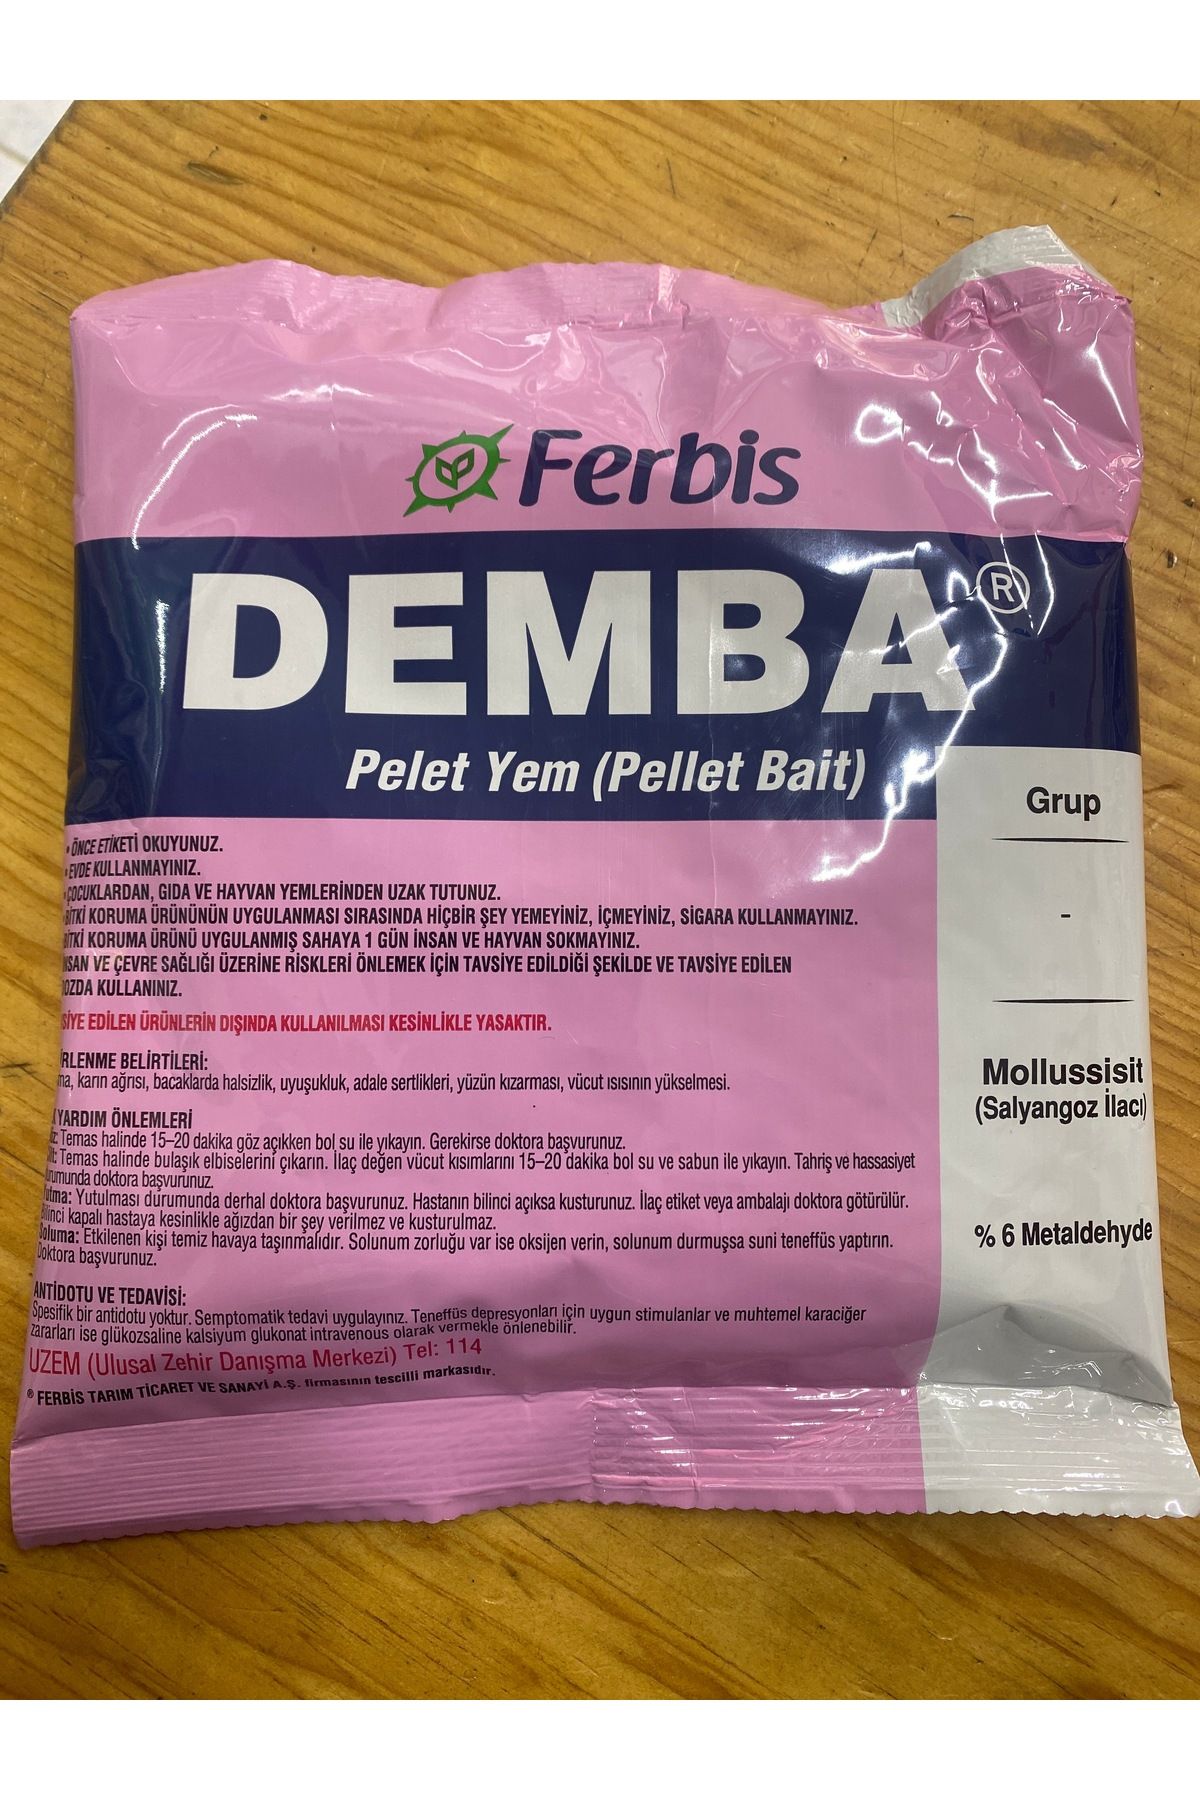 Ferbis
DEMBA®
Pelet Yem (Pellet Bait)
• ÖNCE ETİKETİ OKUYUNUZ.
• EVDE KULLANMAYINIZ.
• ÇOCUKLARDAN, GIDA VE HAYVAN YEMLERİNDEN UZAK TUTUNUZ.
BİTKİ KORUMA ÜRÜNÜNÜN UYGULANMASI SIRASINDA HİÇBİR ŞEY YEMEYİNİZ, İÇMEYİNİZ, SİGARA KULLANMAYINIZ.
BİTKİ KORUMA ÜRÜNÜ UYGULANMIŞ SAHAYA 1 GÜN İNSAN VE HAYVAN SOKMAYINIZ.
VE ÇEVRE SAĞLIĞI ÜZERİNE RİSKLERİ ÖNLEMEK İÇİN TAVSİYE EDİLDİĞİ ŞEKİLDE VE TAVSİYE EDİLEN
KULLANINIZ.
EDİLEN ÜRÜNLERİN DIŞINDA KULLANILMASI KESİNLİKLE YASAKTIR.
BELİRTİLERİ:
karın ağrısı, bacaklarda halsizlik, uyuşukluk, adale sertlikleri, yüzün kızarması, vücut ısısının yükselmesi.
YARDIM ÖNLEMLERİ
Temas halinde 15–20 dakika göz açıkken bol su ile yıkayın. Gerekirse doktora başvurunuz.
Temas halinde bulaşık elbiselerini çıkarın. İlaç değen vücut kısımlarını 15–20 dakika bol su ve sabun ile yıkayın. Tahriş ve hassasiyet
durumunda doktora başvurunuz.
Yutma: Yutulması durumunda derhal doktora başvurunuz. Hastanın bilinci açıksa kusturunuz. İlaç etiket veya ambalajı doktora götürülür.
Bilinci kapalı hastaya kesinlikle ağızdan bir şey verilmez ve kusturulmaz.
Soluma: Etkilenen kişi temiz havaya taşınmalıdır. Solunum zorluğu var ise oksijen verin, solunum durmuşsa suni teneffüs yaptırın.
Doktora başvurunuz.
ANTİDOTU VE TEDAVİSİ:
Spesifik bir antidotu yoktur. Semptomatik tedavi uygulayınız. Teneffüs depresyonları için uygun stimulanlar ve muhtemel karaciğer
zararları ise glükozsaline kalsiyum glukonat intravenous olarak vermekle önlenebilir.
UZEM (Ulusal Zehir Danışma Merkezi) Tel: 114
® FERBİS TARIM TİCARET VE SANAYİ A.Ş. firmasının tescilli markasıdır.
Grup
-
Mollussisit
(Salyangoz İlacı)
% 6 Metaldehyde